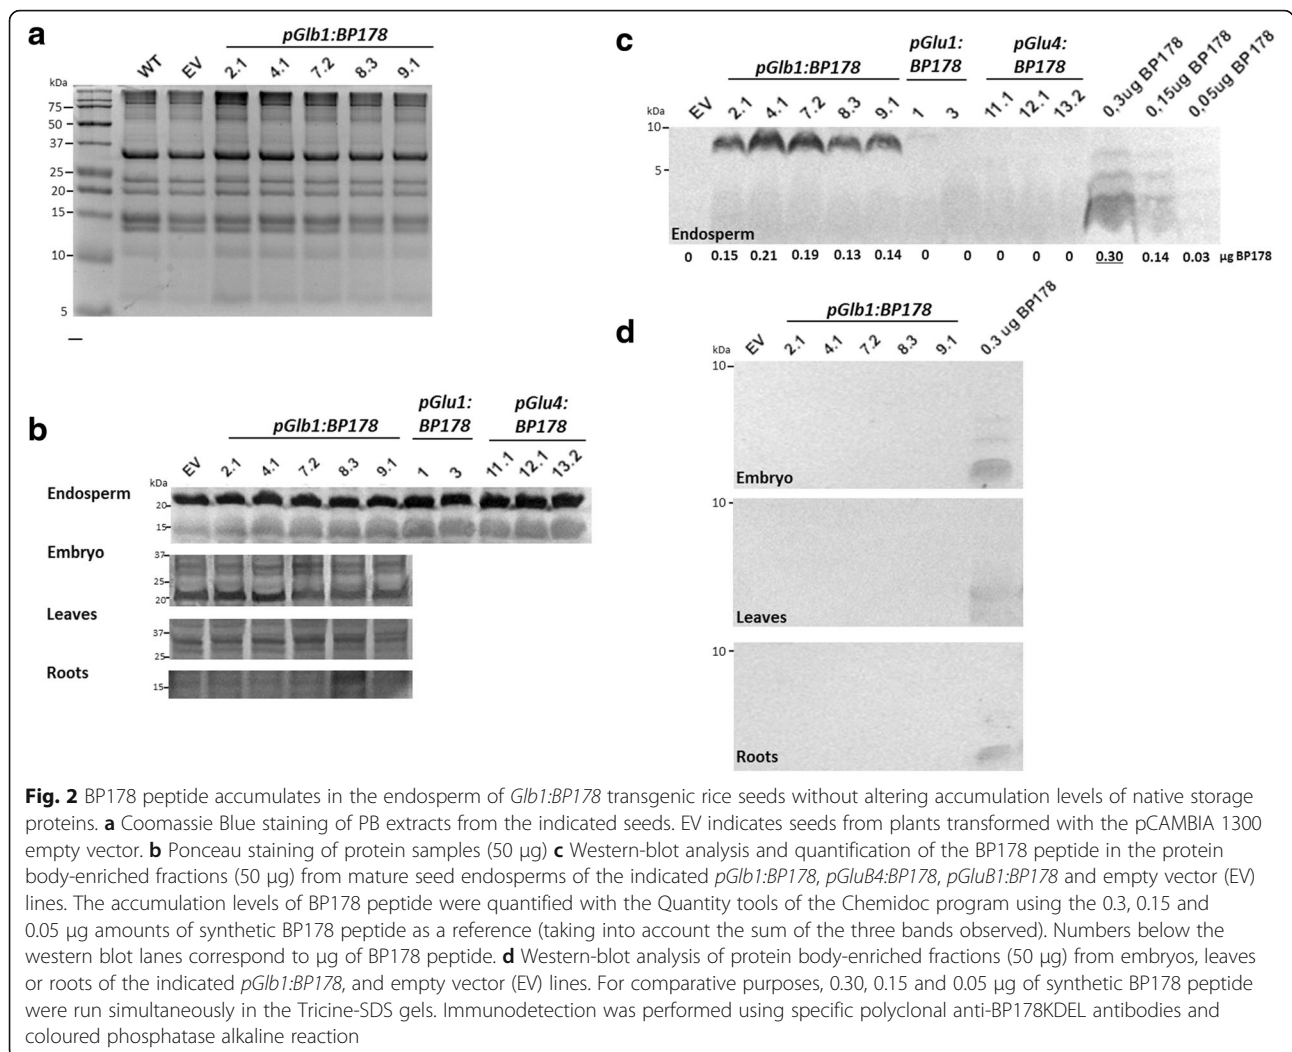 a
pGlb1:BP178
WT EV 2.1 4.1 7.2 8.3 9.1
kDa
75
50
37
25
20
15
10
5
b
pGlb1:BP178
pGlu1:
BP178
pGlu4:
BP178
EV 2.1 4.1 7.2 8.3 9.1 1 3 11.1 12.1 13.2
kDa
Endosperm
20
15
Embryo
37
25
20
Leaves
37
25
Roots
15
c
pGlb1:BP178
pGlu1:
BP178
pGlu4:
BP178
EV 2.1 4.1 7.2 8.3 9.1 1 3 11.1 12.1 13.2 0,3ug BP178 0,15ug BP178 0,05ug BP178
kDa
10
5
Endosperm
0 0.15 0.21 0.19 0.13 0.14 0 0 0 0 0 0.30 0.14 0.03 µg BP178
d
pGlb1:BP178
EV 2.1 4.1 7.2 8.3 9.1 0.3 ug BP178
kDa
10
Embryo
10
Leaves
10
Roots
Fig. 2 BP178 peptide accumulates in the endosperm of Glb1:BP178 transgenic rice seeds without altering accumulation levels of native storage
proteins. a Coomassie Blue staining of PB extracts from the indicated seeds. EV indicates seeds from plants transformed with the pCAMBIA 1300
empty vector. b Ponceau staining of protein samples (50 µg) c Western-blot analysis and quantification of the BP178 peptide in the protein
body-enriched fractions (50 µg) from mature seed endosperms of the indicated pGlb1:BP178, pGluB4:BP178, pGluB1:BP178 and empty vector (EV)
lines. The accumulation levels of BP178 peptide were quantified with the Quantity tools of the Chemidoc program using the 0.3, 0.15 and
0.05 µg amounts of synthetic BP178 peptide as a reference (taking into account the sum of the three bands observed). Numbers below the
western blot lanes correspond to µg of BP178 peptide. d Western-blot analysis of protein body-enriched fractions (50 µg) from embryos, leaves
or roots of the indicated pGlb1:BP178, and empty vector (EV) lines. For comparative purposes, 0.30, 0.15 and 0.05 µg of synthetic BP178 peptide
were run simultaneously in the Tricine-SDS gels. Immunodetection was performed using specific polyclonal anti-BP178KDEL antibodies and
coloured phosphatase alkaline reaction